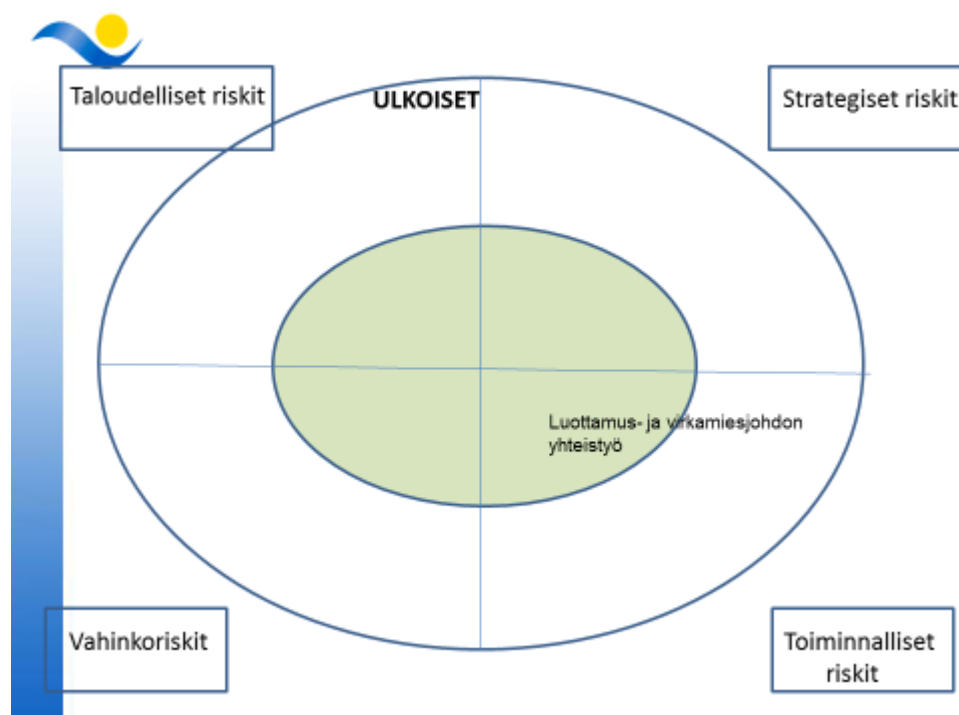 Taloudelliset riskit
ULKOISET
Strategiset riskit
Luottamus- ja virkamiesjohdon
yhteistyö
Vahinkoriskit
Toiminnalliset
riskit